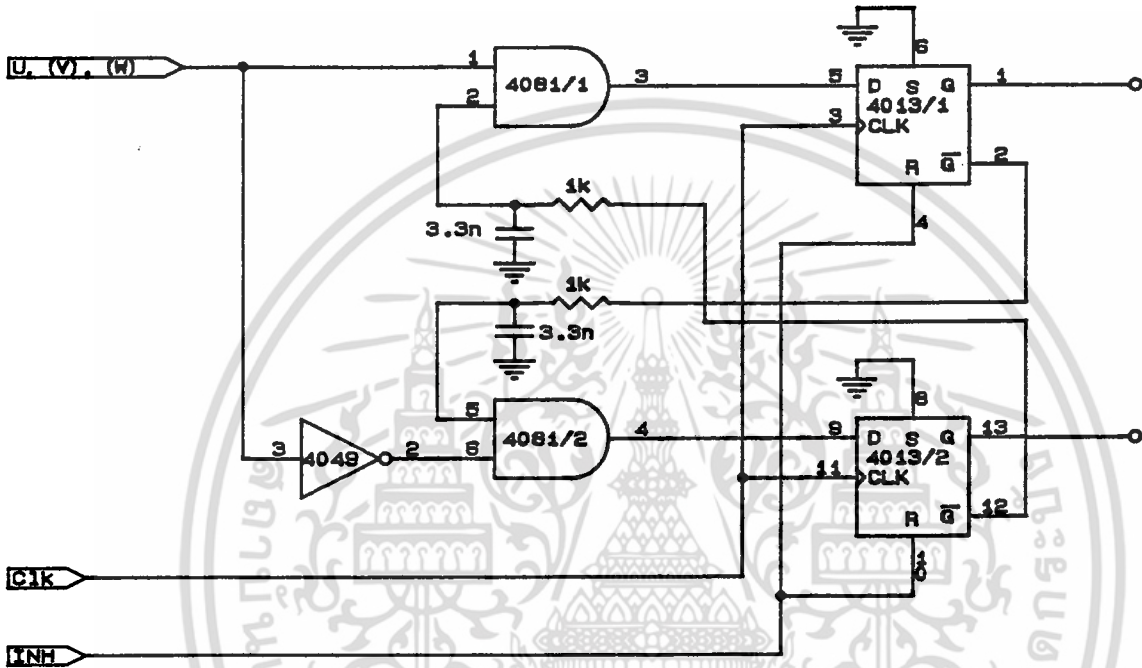 6
U, (V), (W)
1
4081/1
3
5
D S Q
1
2
4013/1
3
CLK
R Q
2
4
1k
3.3n
1k
3.3n
8
5
4081/2
4
9
D S Q
13
6
4013/2
3
4049
2
11
CLK
R Q
12
10
Clk
INH